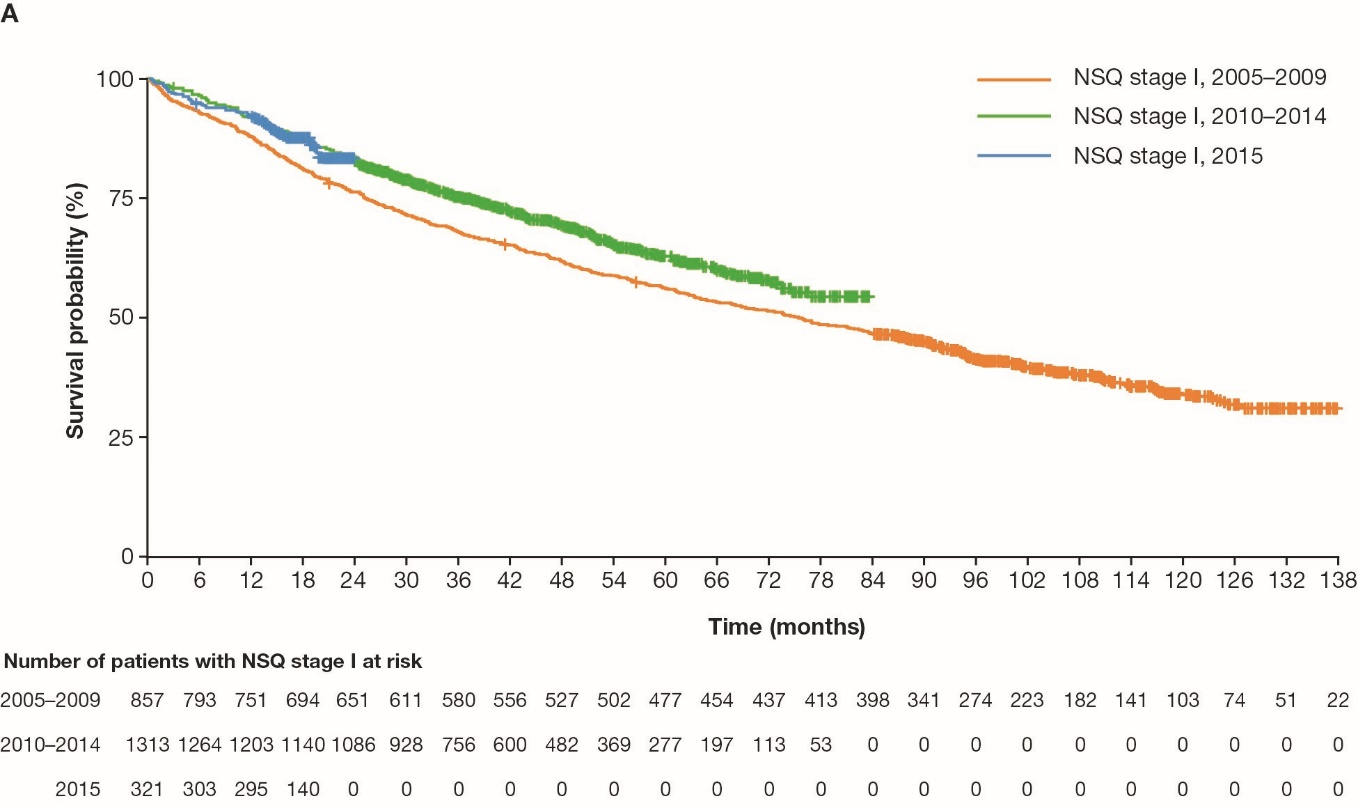 A
NSQ stage I, 2005–2009
NSQ stage I, 2010–2014
NSQ stage I, 2015
Survival probability (%)
100
75
50
25
0
0 6 12 18 24 30 36 42 48 54 60 66 72 78 84 90 96 102 108 114 120 126 132 138
Time (months)
Number of patients with NSQ stage I at risk
2005–2009 857 793 751 694 651 611 580 556 527 502 477 454 437 413 398 341 274 223 182 141 103 74 51 22
2010–2014 1313 1264 1203 1140 1086 928 756 600 482 369 277 197 113 53 0 0 0 0 0 0 0 0 0 0
2015 321 303 295 140 0 0 0 0 0 0 0 0 0 0 0 0 0 0 0 0 0 0 0 0